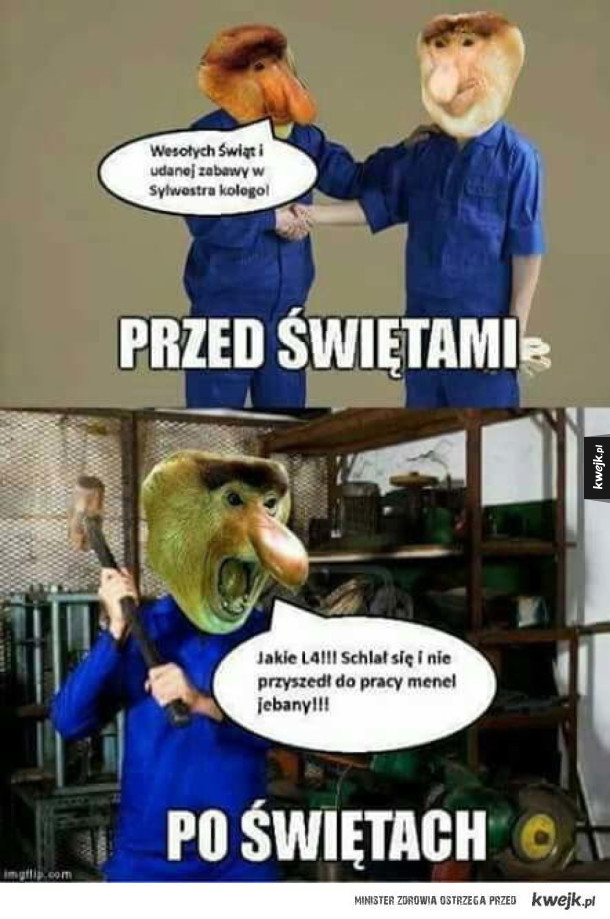 Wesołych Świąt i
udanej zabawy w
Sylwestra kolego!
PRZED ŚWIĘTAMI
kwejk.pl
Jakie L4!!! Schlał się i nie
przyszedł do pracy menel
jebany!!!
PO ŚWIĘTACH
imgflip.com
MINISTER ZDROWIA OSTRZEGA PRZED kwejk.pl